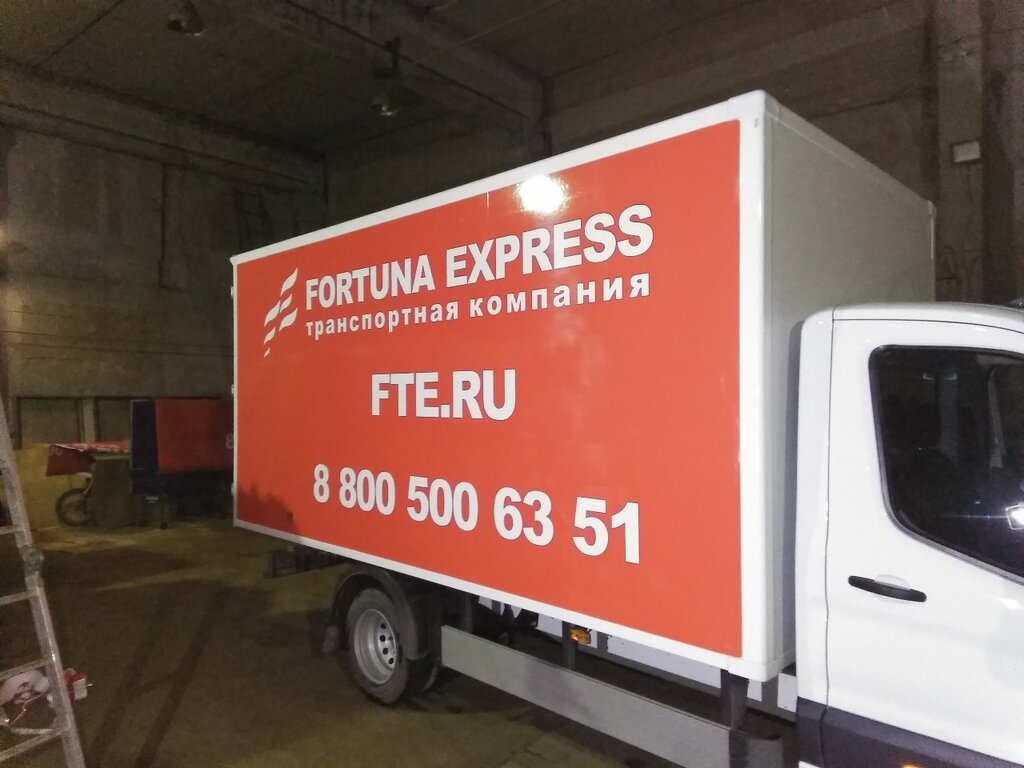 FORTUNA EXPRESS
транспортная компания
FTE.RU
8 800 500 63 51